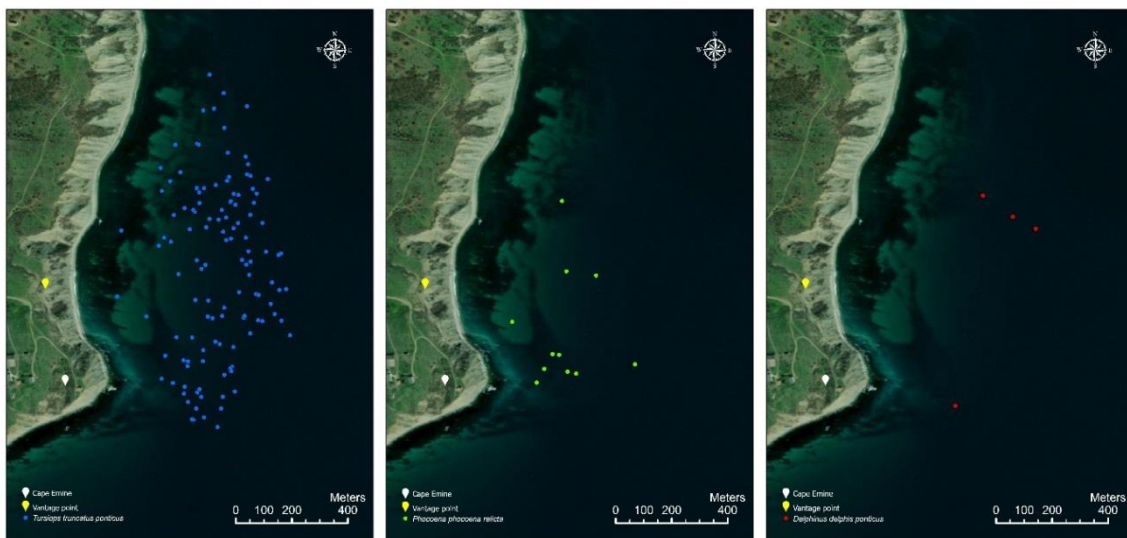 N
W E
S
Cape Emine
Vantage point
Tursiops truncatus ponticus
Meters
0 100 200 400
N
W E
S
Cape Emine
Vantage point
Phocoena phocoena relicta
Meters
0 100 200 400
N
W E
S
Cape Emine
Vantage point
Delphinus delphis ponticus
Meters
0 100 200 400